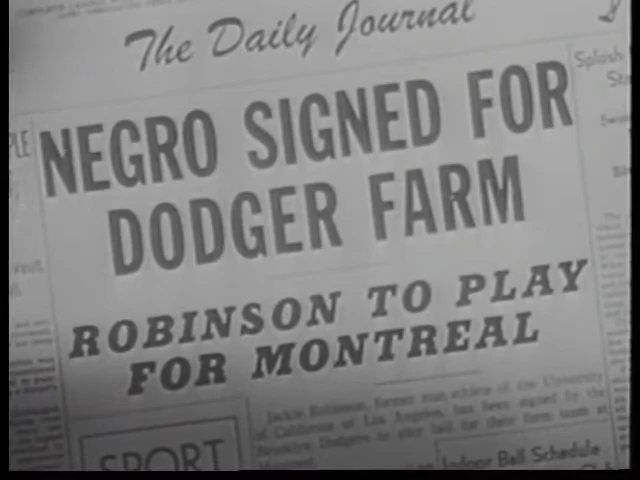 The Daily Journal
NEGRO SIGNED FOR
DODGER FARM
ROBINSON TO PLAY
FOR MONTREAL
Jackie Robinson, former star athlete of the University
of California at Los Angeles, has been signed by the
Brooklyn Dodgers to play ball for their farm team at
Montreal.
SPORT
Indoor Ball Schedule
Splash